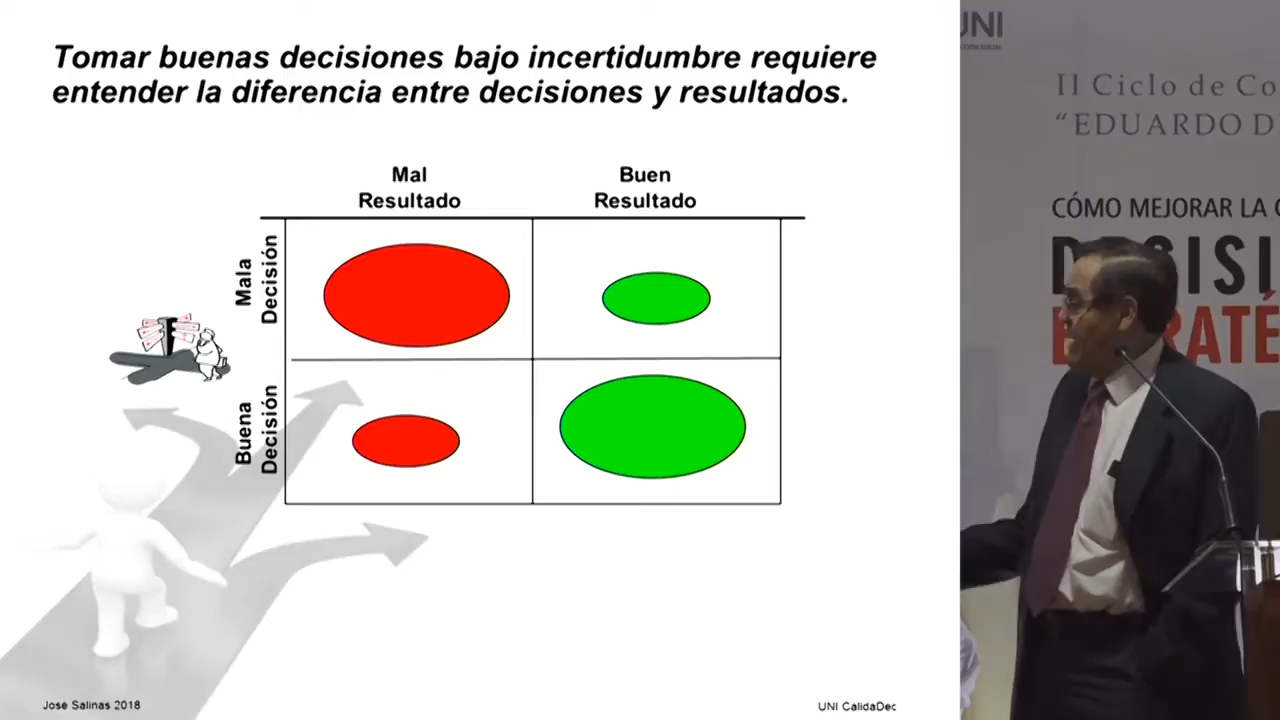 Tomar buenas decisiones bajo incertidumbre requiere
entender la diferencia entre decisiones y resultados.
Mal
Resultado
Buen
Resultado
Mala
Decisión
Buena
Decisión
José Salinas 2018
UNI CalidaDec
UNI
II Ciclo de Co
“EDUARDO D
CÓMO MEJORAR LA